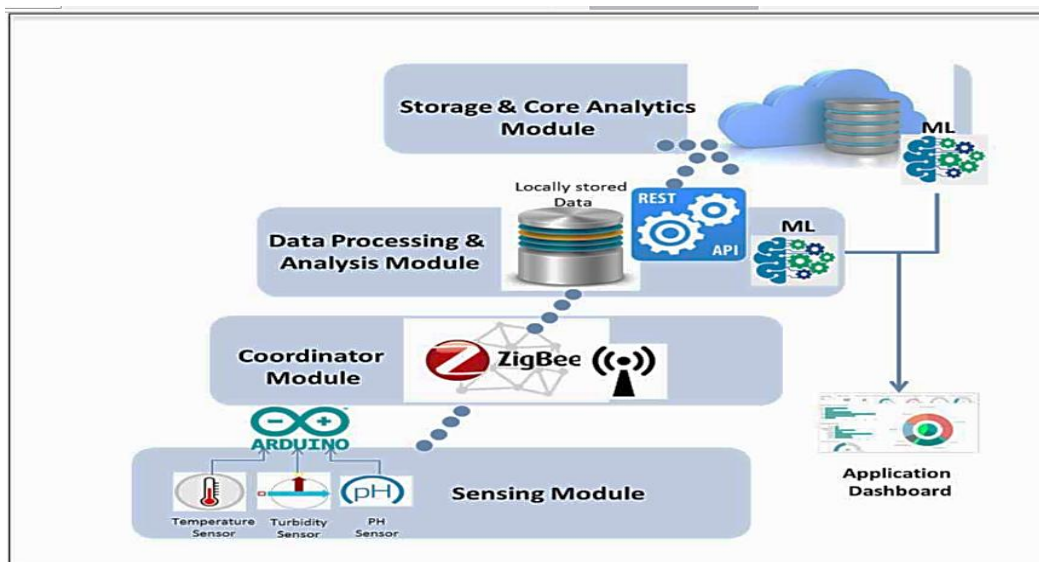 Storage & Core Analytics
Module
ML
Locally stored
Data
REST
API
Data Processing &
Analysis Module
ML
Coordinator
Module
Z
ZigBee
ARDUINO
Sensing Module
pH
Temperature
Sensor
Turbidity
Sensor
PH
Sensor
Application
Dashboard